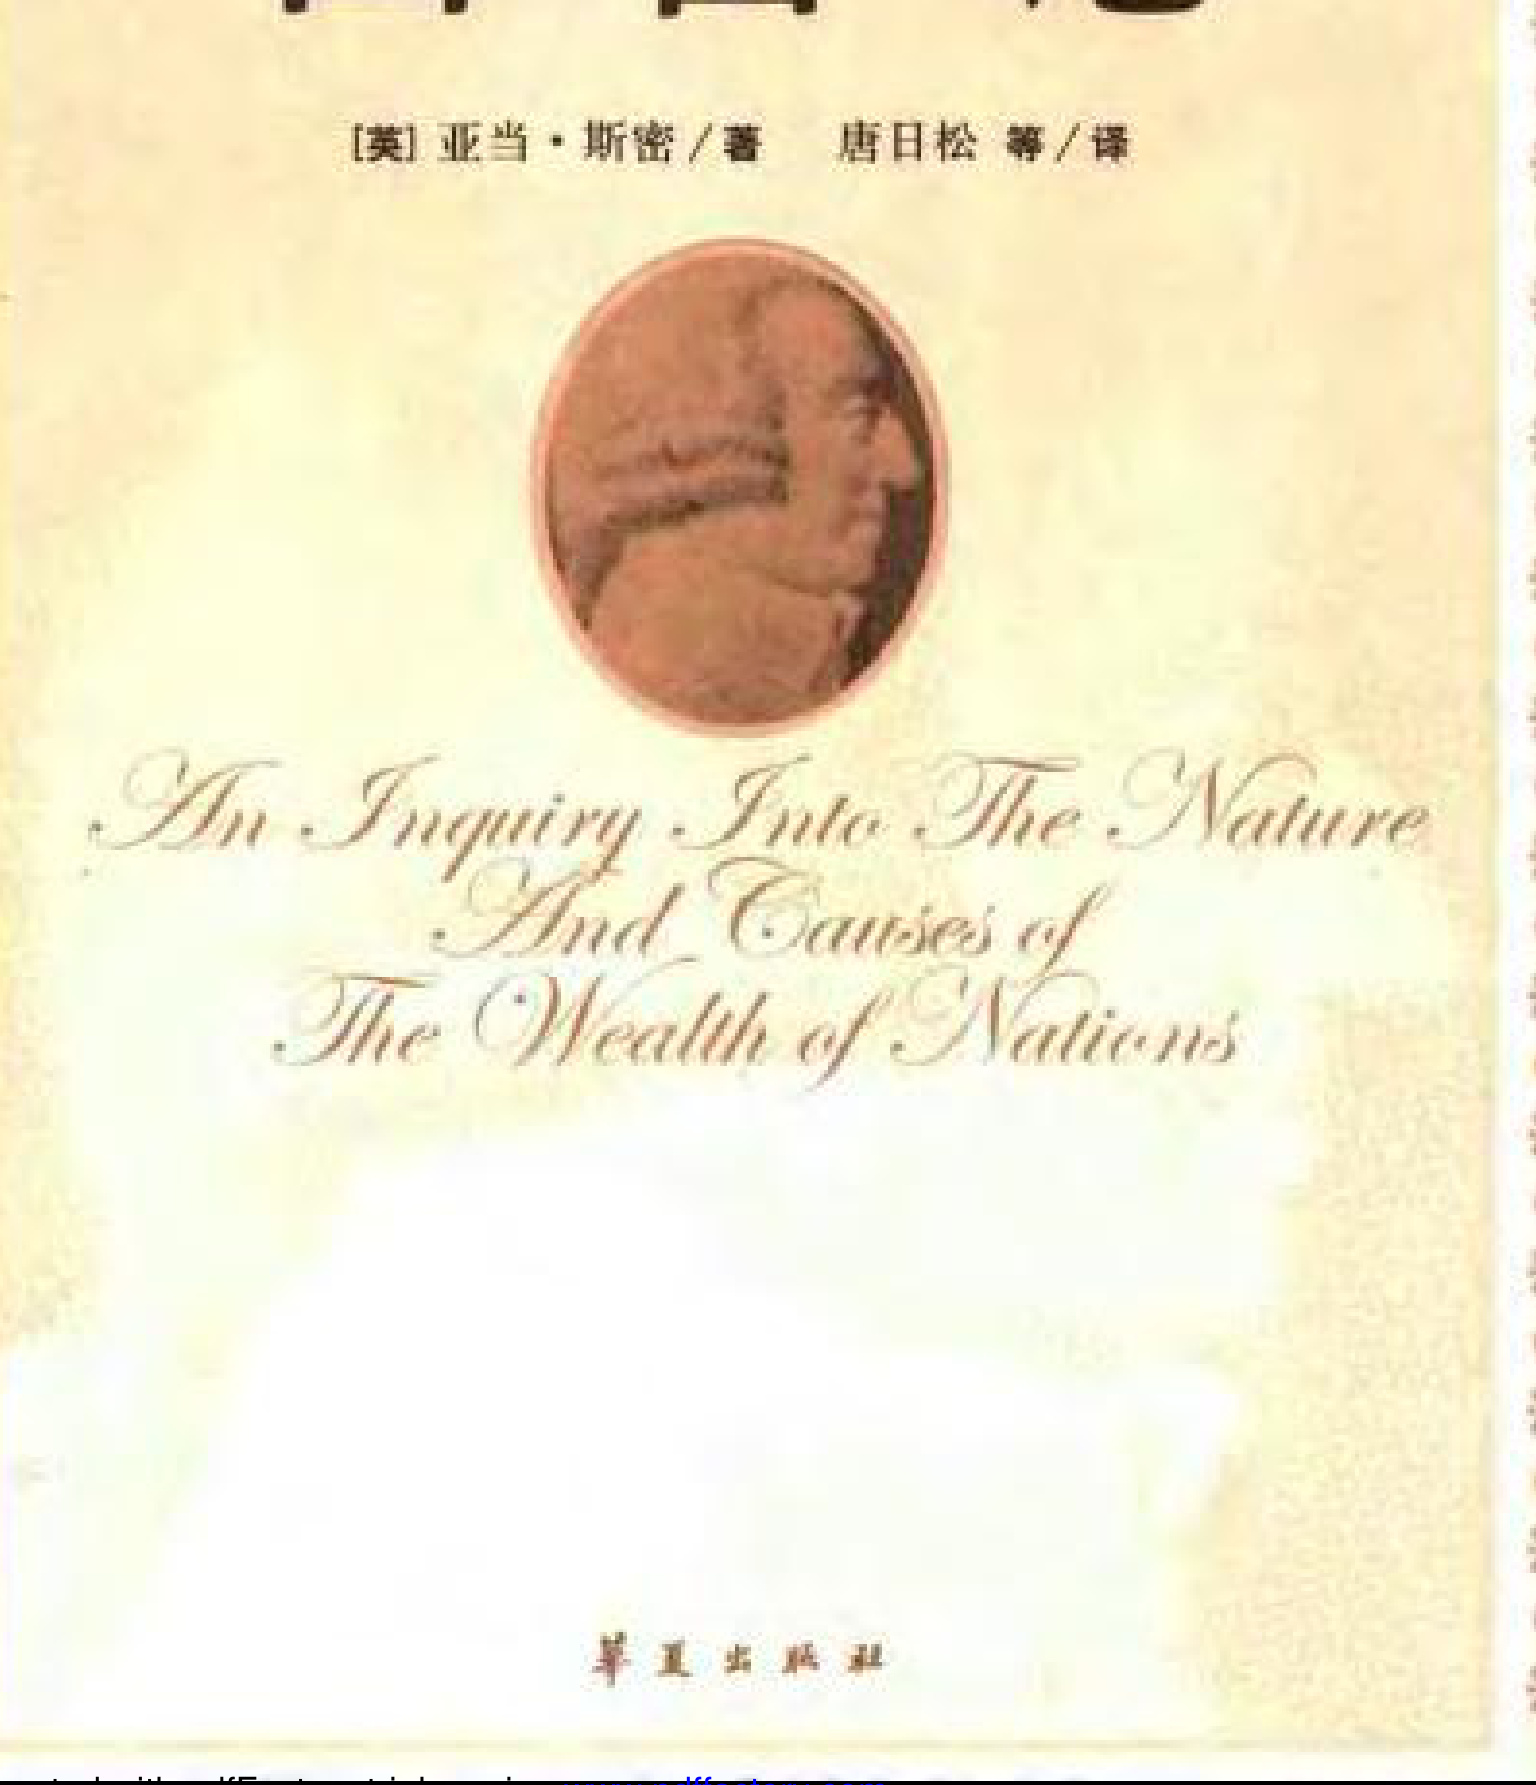 [英] 亚当·斯密/著 唐日松 等/译
An Inquiry Into The Nature
And Causes of
The Wealth of Nations
華夏出版社